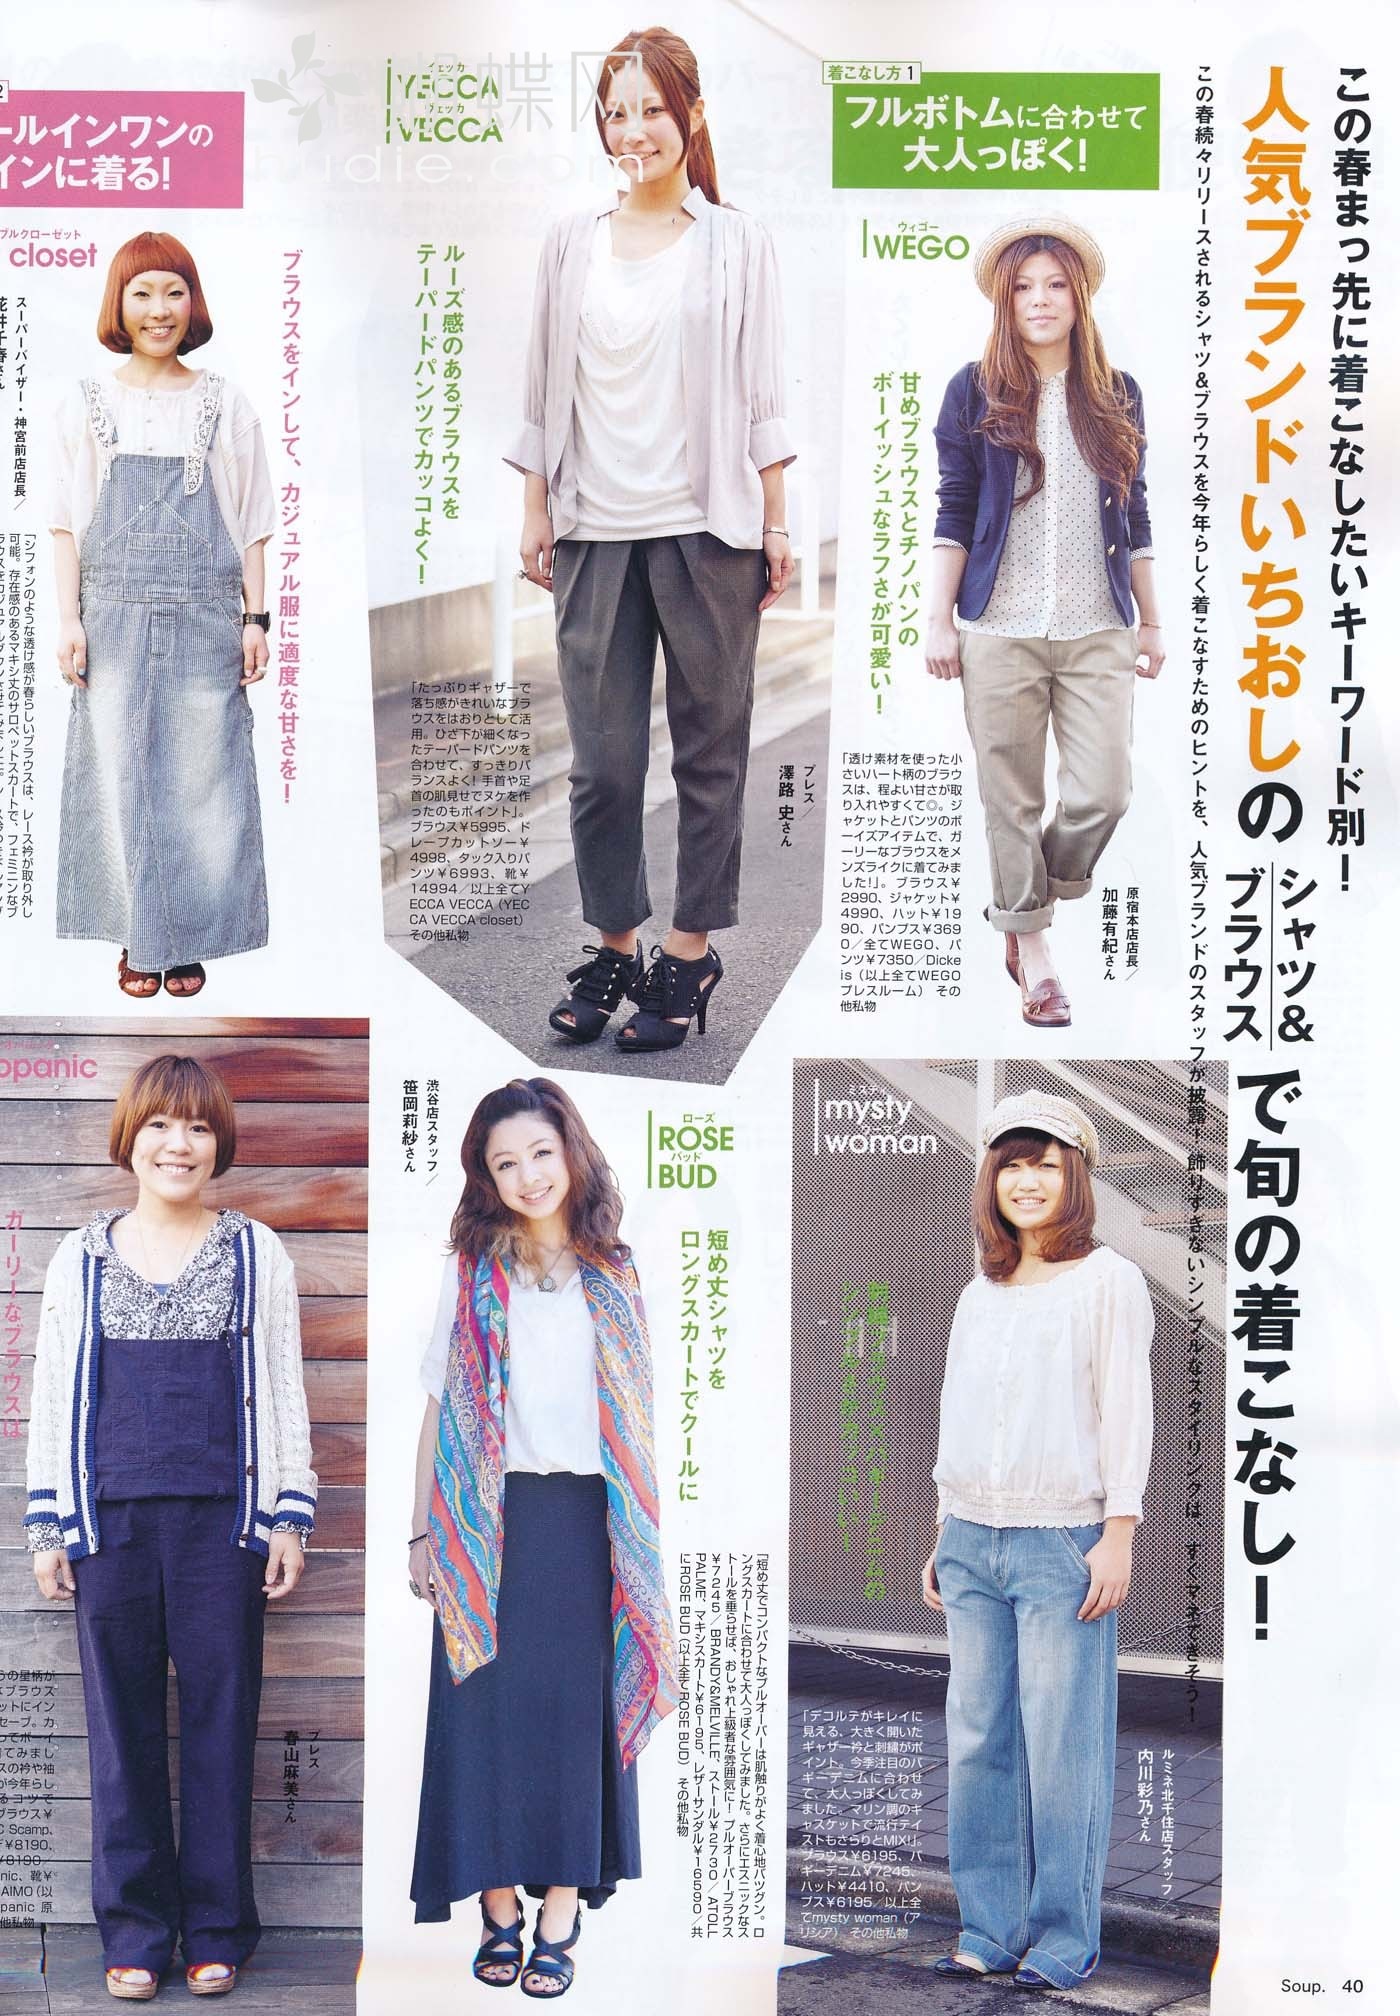 この春まっ先に着こなしたいキーワード別!
人気ブランドいちおしの
シャツ&
ブラウス
で旬の着こなし!
この春続々リリースされるシャツ&ブラウスを今年らしく着こなすためのヒントを、人気ブランドのスタッフが披露!飾りすぎないシンプルなスタイリングは、すぐマネできそう!
着こなし方1
フルボトムに合わせて
大人っぽく!
ウィゴー
WEGO
甘めブラウスとチノパンの
ボーイッシュなラフさが可愛い!
「透け素材を使った小
さいハート柄のブラウ
スは、程よい甘さが取
り入れやすくて◎。ジ
ャケットとパンツのボ
ーイズアイテムで、ガ
ーリーなブラウスをメ
ンズライクに着てみま
した!」。ブラウス¥
2990、ジャケット¥
4990、ハット¥19
90、パンプス¥369
0／全てWEGO、パ
ンツ¥7350／Dicke
is（以上全てWEGO
プレスルーム） その
他私物
原宿本店店長／
加藤有紀さん
イェッカ
YECCA
ヴェッカ
VECCA
ルーズ感のあるブラウスを
テーパードパンツでカッコよく!
「たっぷりギャザーで
落ち感がきれいなブラ
ウスをはおりとして活
用。ひざ下が細くなっ
たテーパードパンツを
合わせて、すっきりバ
ランスよく! 手首や足
首の肌見せでヌケを作
ったのもポイント」。
ブラウス¥5995、ド
レープカットソー¥
4998、タック入りパ
ンツ¥6993、靴¥
14994／以上全てY
ECCA VECCA（YEC
CA VECCA closet）
その他私物
プレス／
澤路 史さん
2
ールインワンの
インに着る!
プルクローゼット
closet
ブラウスをインして、カジュアル服に適度な甘さを!
スーパーバイザー・神宮前店店長／
花井千春さん
「シフォンのような透け感が春らしいブラウスは、レース衿が取り外し
可能。存在感のあるマキシ丈のサロペットスカートで、フェミニンなブ
mysty
woman
「デコルテがキレイに
見える、大きく開いた
ギャザー衿と刺繍がポ
イント。今季注目のバ
ギーデニムに合わせ
て、大人っぽくしてみ
ました。マリン調のキ
ャスケットで流行テイ
ストもさらりとMIX!」。
ブラウス¥6195、バ
ギーデニム¥7245、
ハット¥4410、パン
プス¥6195／以上全
てmysty woman（ア
リシア） その他私物
ルミネ北千住店スタッフ／
内川彩乃さん
ローズ
ROSE
バッド
BUD
短め丈シャツを
ロングスカートでクールに
渋谷店スタッフ／
笹岡莉紗さん
「短め丈でコンパクトなプルオーバーは肌触りがよく着心地バツグン。ロ
ングスカートに合わせて大人っぽくしてみました。さらにエスニックなス
トールを垂らせば、おしゃれ上級者な雰囲気に! プルオーバーブラウス
¥7245／BRANDY&MELVILLE、ストール¥2730／ATOLL
PALME、マキシスカート¥6195、レザーサンダル¥16590／共
にROSE BUD（以上全てROSE BUD） その他私物
opanic
ガーリーなブラウスは
プレス／
春山麻美さん
うの星柄が
ブラウス
ットにイン
セーブ。カ
ってボーイ
てみまし
スの衿や袖
が今年らし
るコツで
ブラウス¥
C Scamp、
¥8190、
¥8190／
nic、靴¥
AIMO（以
panic 原
他私物
Soup. 40
蝴蝶网
hudie.com